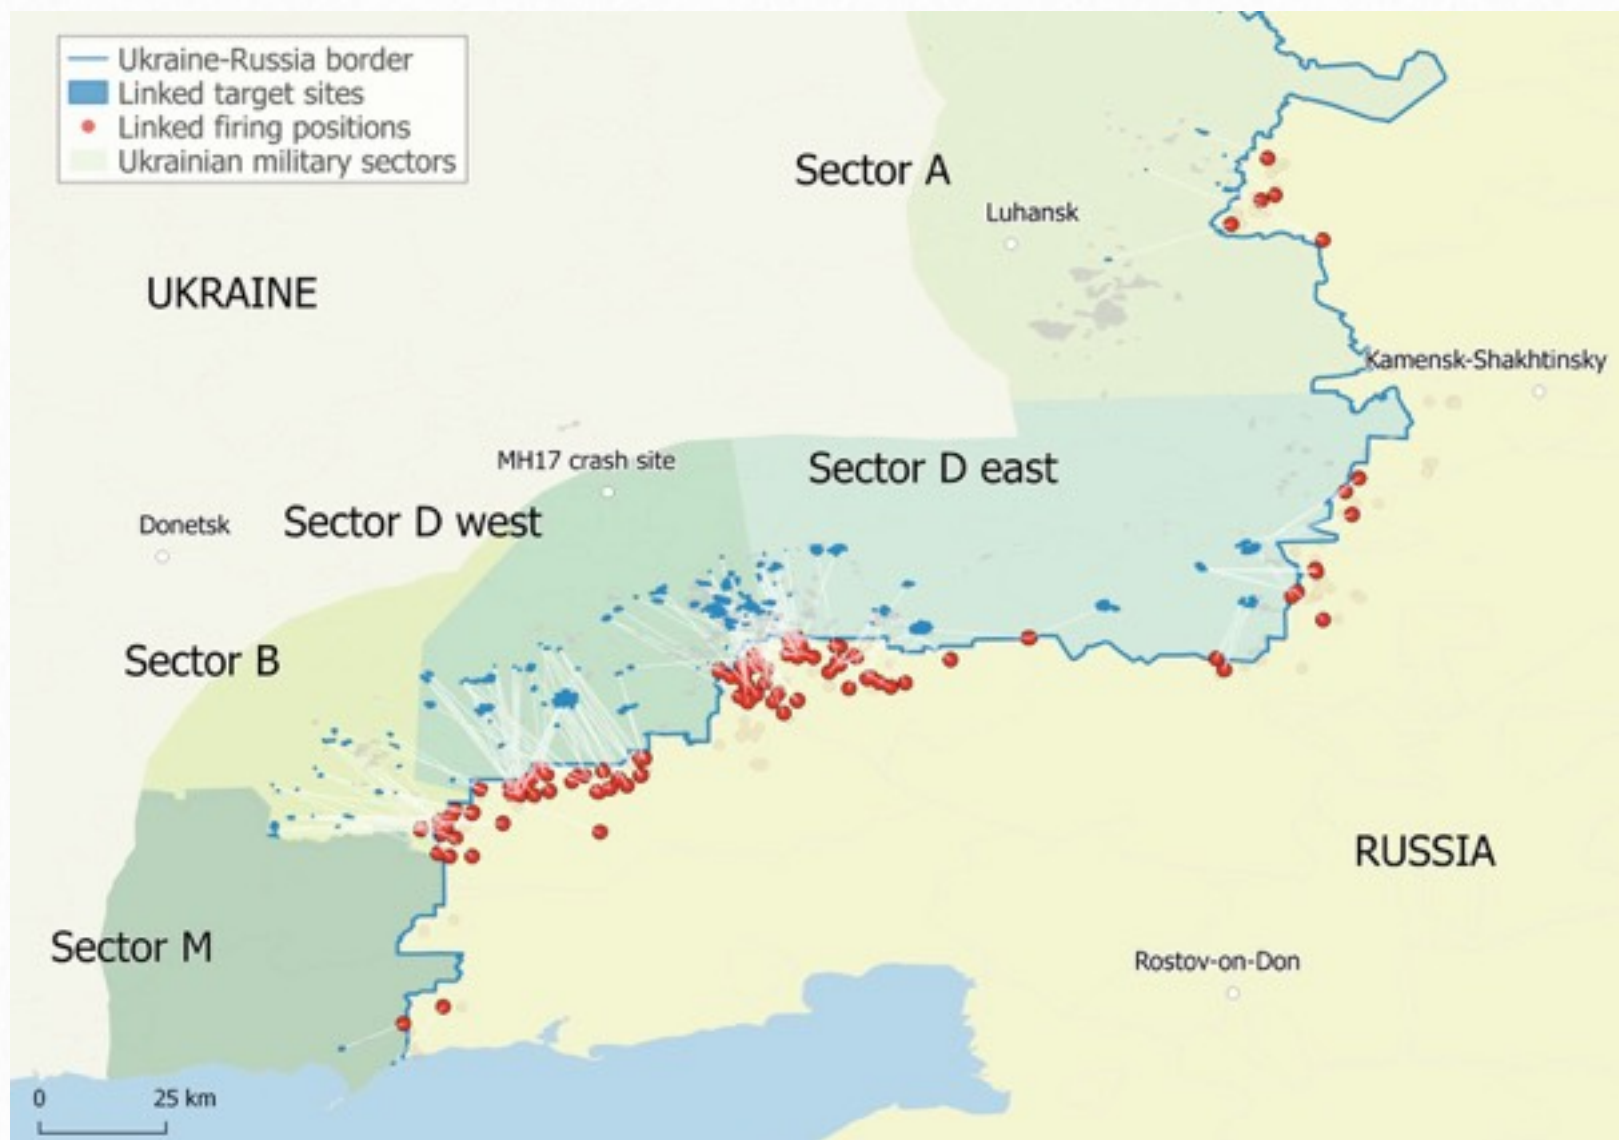 Ukraine-Russia border
Linked target sites
Linked firing positions
Ukrainian military sectors
Sector A
Luhansk
UKRAINE
Kamensk-Shakhtinsky
MH17 crash site
Sector D east
Donetsk
Sector D west
Sector B
RUSSIA
Sector M
Rostov-on-Don
0 25 km